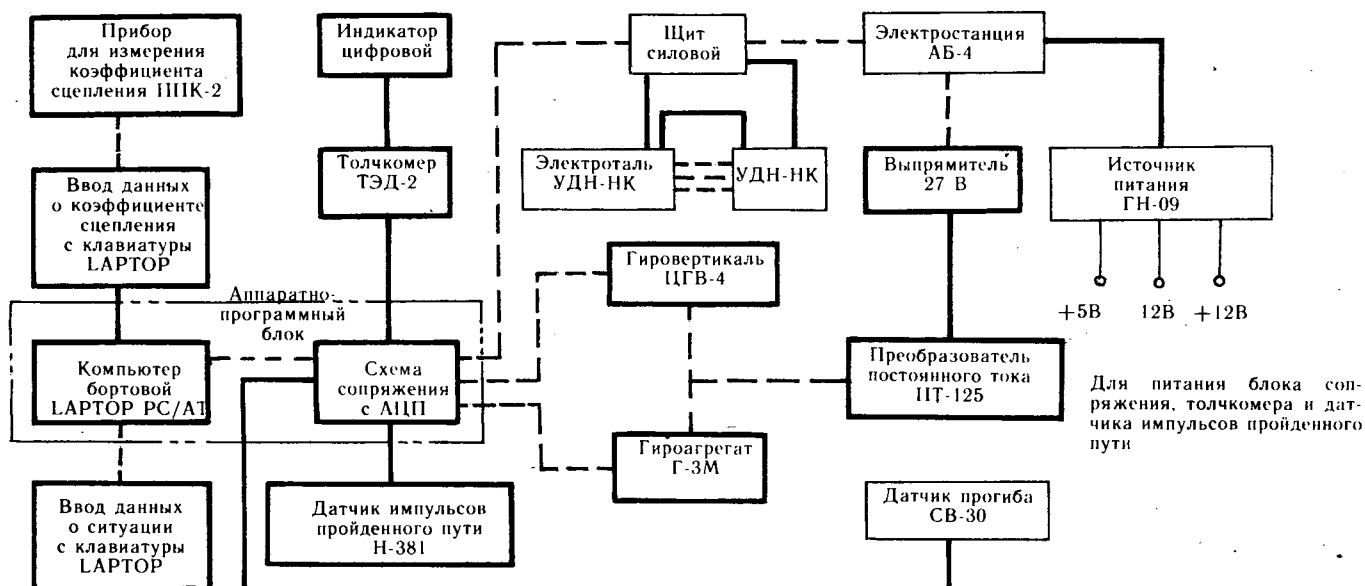 Прибор
для измерения
коэффициента
сцепления ППК-2
Индикатор
цифровой
Щит
силовой
Электростанция
АБ-4
Ввод данных
о коэффициенте
сцепления
с клавиатуры
LAPTOP
Толчкомер
ТЭД-2
Электроталь
УДН-НК
УДН-НК
Выпрямитель
27 В
Источник
питания
ГН-09
+5В 12В +12В
Гировертикаль
ЦГВ-4
Аппаратно-
программный
блок
Компьютер
бортовой
LAPTOP PC/AT
Схема
сопряжения
с АЦП
Преобразователь
постоянного тока
ПТ-125
Для питания блока соп-
ряжения, толчкомера и дат-
чика импульсов пройденного
пути
Гироагрегат
Г-3М
Ввод данных
о ситуации
с клавиатуры
LAPTOP
Датчик импульсов
пройденного пути
Н-381
Датчик прогиба
СВ-30